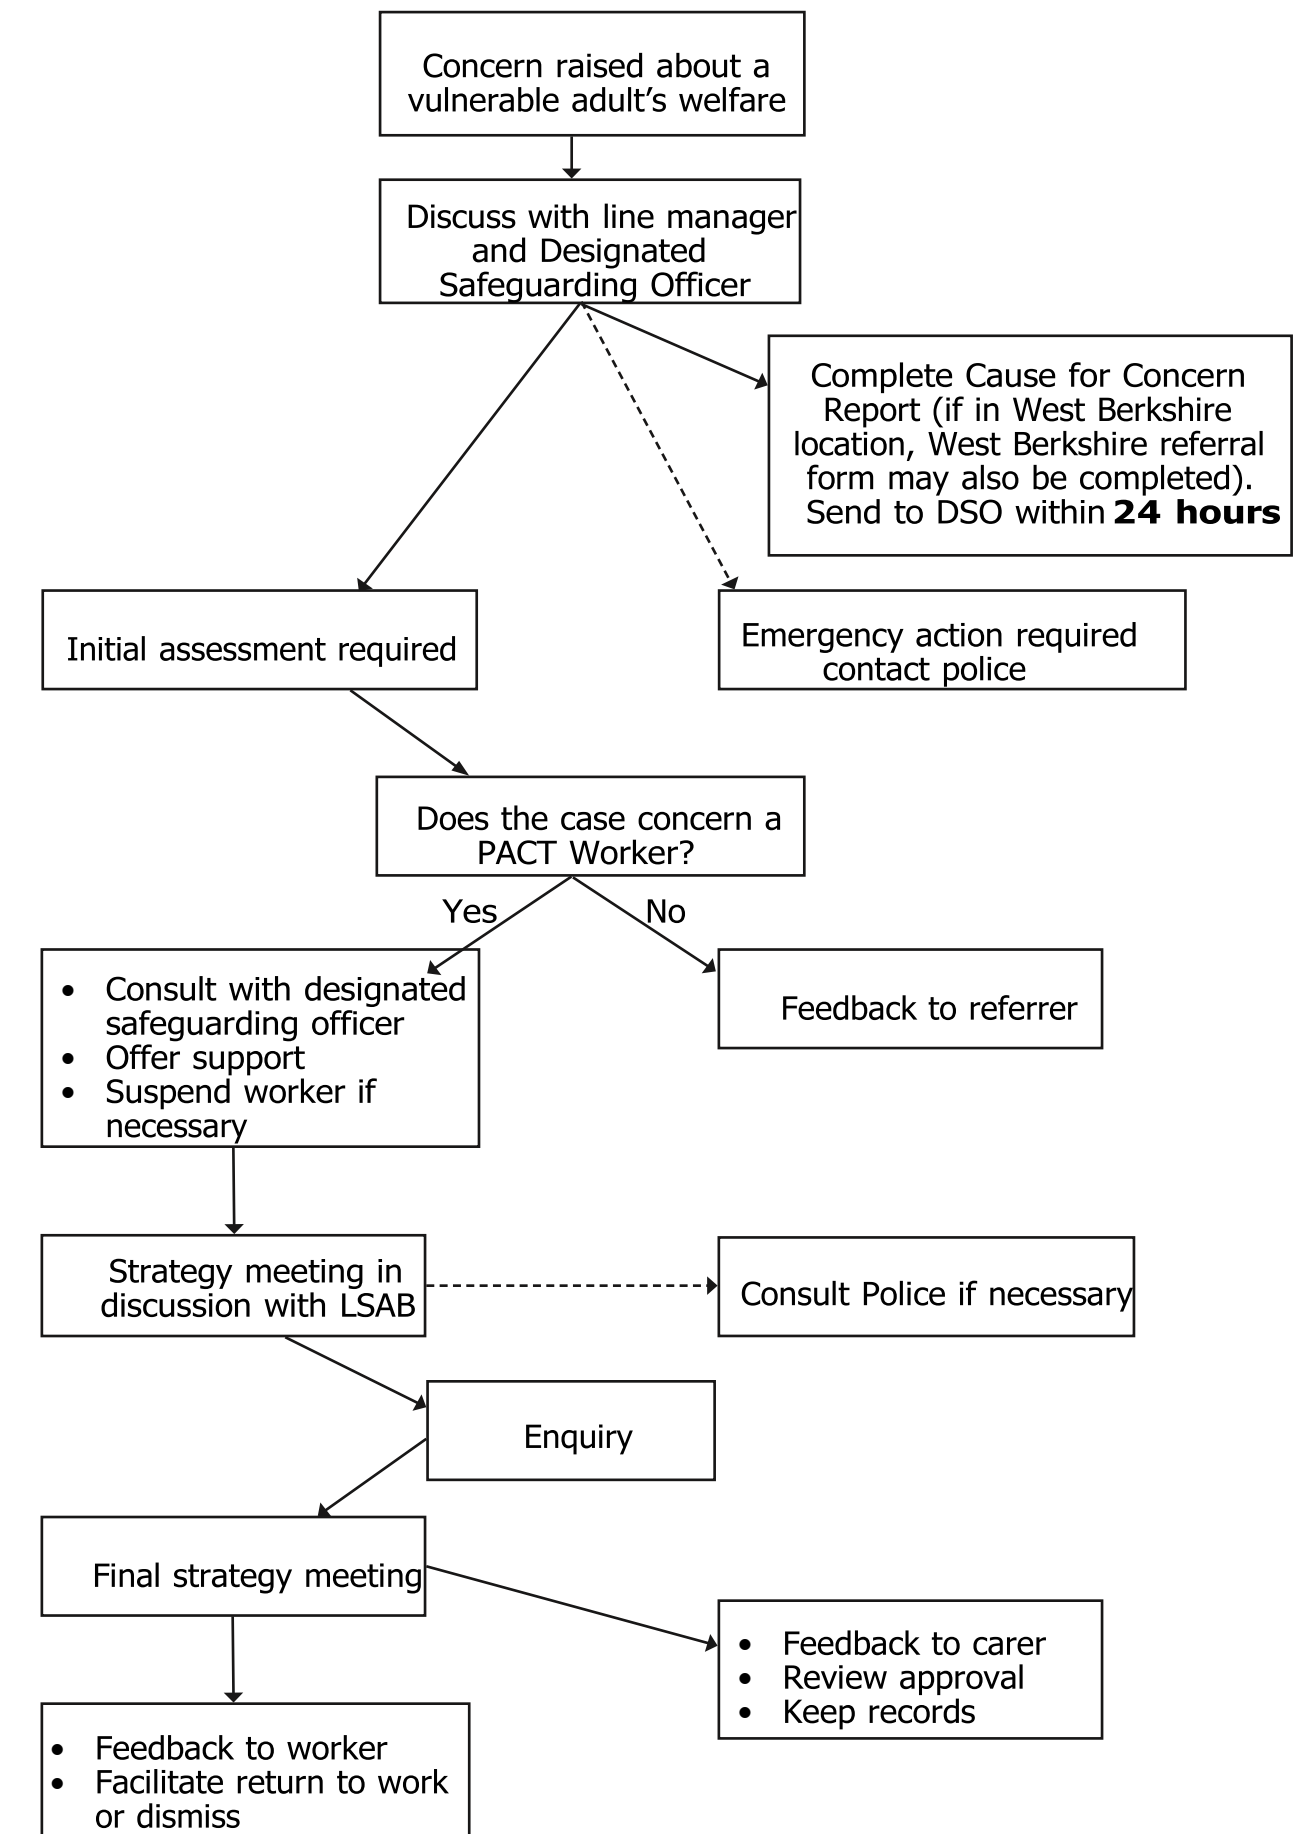 Concern raised about a
vulnerable adult’s welfare
Discuss with line manager
and Designated
Safeguarding Officer
Complete Cause for Concern
Report (if in West Berkshire
location, West Berkshire referral
form may also be completed).
Send to DSO within 24 hours
Initial assessment required
Emergency action required
contact police
Does the case concern a
PACT Worker?
Yes
No
• Consult with designated
safeguarding officer
• Offer support
• Suspend worker if
necessary
Feedback to referrer
Strategy meeting in
discussion with LSAB
Consult Police if necessary
Enquiry
Final strategy meeting
• Feedback to carer
• Review approval
• Keep records
• Feedback to worker
• Facilitate return to work
or dismiss